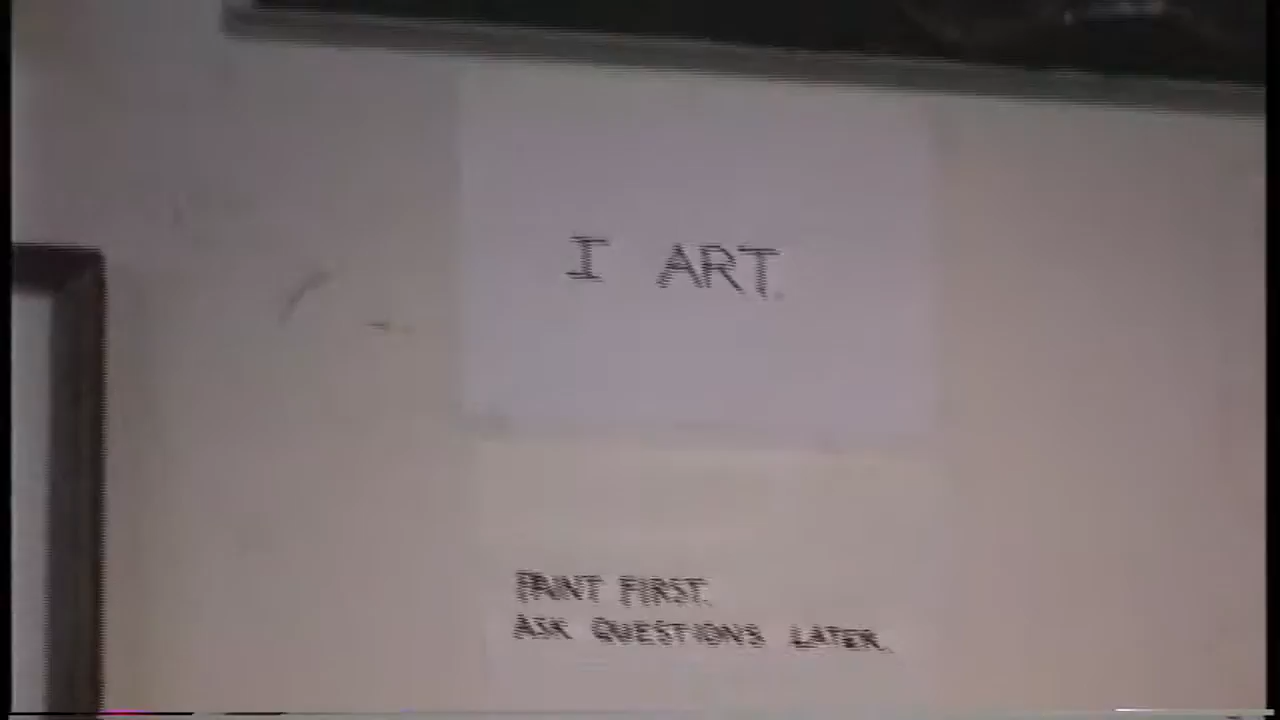 I ART.
PAINT FIRST.
ASK QUESTIONS LATER.